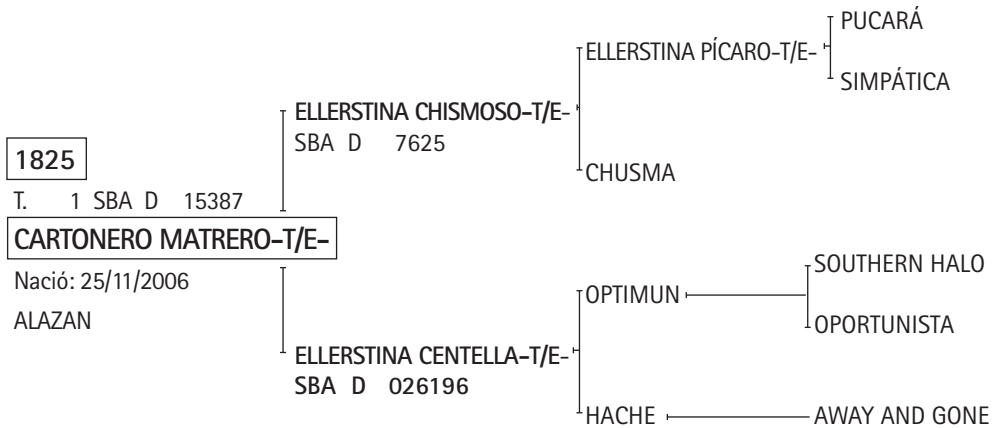 PUCARÁ
ELLERSTINA PÍCARO-T/E-
SIMPÁTICA
ELLERSTINA CHISMOSO-T/E-
SBA D 7625
CHUSMA
1825
T. 1 SBA D 15387
CARTONERO MATRERO-T/E-
Nació: 25/11/2006
ALAZAN
SOUTHERN HALO
OPTIMUN
OPORTUNISTA
ELLERSTINA CENTELLA-T/E-
SBA D 026196
HACHE
AWAY AND GONE